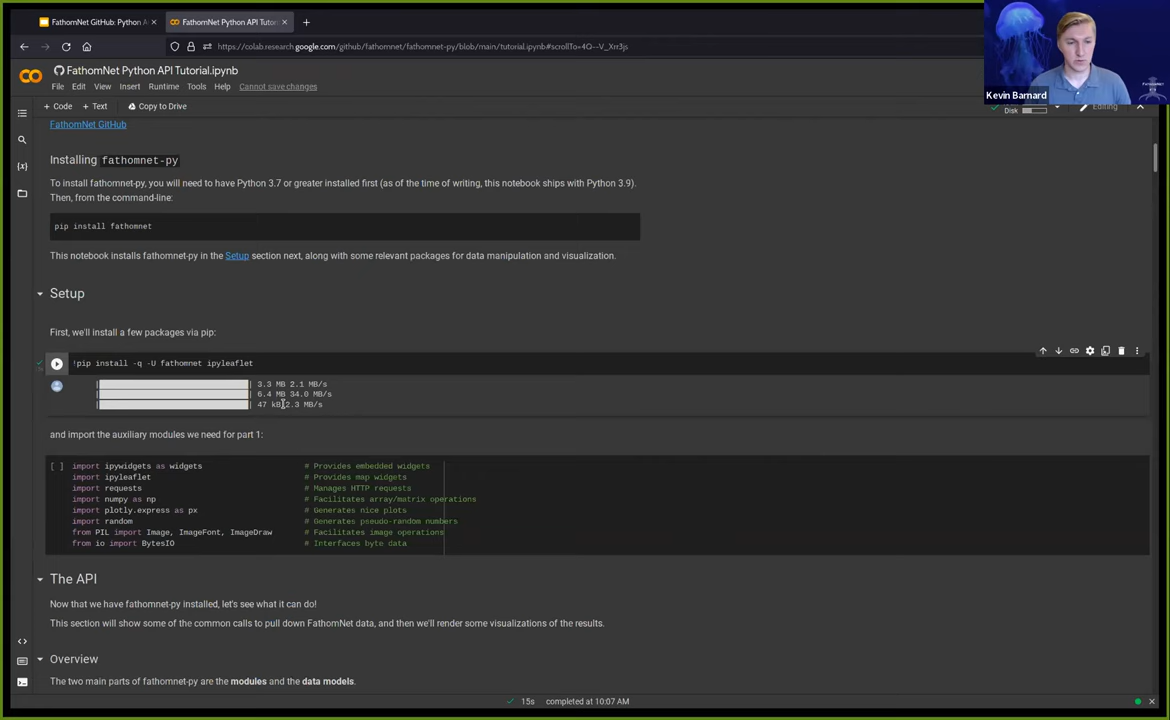 FathomNet GitHub: Python A
FathomNet Python API Tutor
https://colab.research.google.com/github/fathomnet/fathomnet-py/blob/main/tutorial.ipynb#scrollTo=4Q--V_Xrr3js
FathomNet Python API Tutorial.ipynb
File Edit View Insert Runtime Tools Help Cannot save changes
+ Code + Text Copy to Drive
Disk
Editing
Kevin Barnard
FathomNet GitHub
Installing fathomnet-py
To install fathomnet-py, you will need to have Python 3.7 or greater installed first (as of the time of writing, this notebook ships with Python 3.9).
Then, from the command-line:
pip install fathomnet
This notebook installs fathomnet-py in the Setup section next, along with some relevant packages for data manipulation and visualization.
Setup
First, we'll install a few packages via pip:
!pip install -q -U fathomnet ipyleaflet
| | 3.3 MB 2.1 MB/s
| | 6.4 MB 34.0 MB/s
| | 47 kB 2.3 MB/s
and import the auxiliary modules we need for part 1:
[ ] import ipywidgets as widgets # Provides embedded widgets
import ipyleaflet # Provides map widgets
import requests # Manages HTTP requests
import numpy as np # Facilitates array/matrix operations
import plotly.express as px # Generates nice plots
import random # Generates pseudo-random numbers
from PIL import Image, ImageFont, ImageDraw # Facilitates image operations
from io import BytesIO # Interfaces byte data
The API
Now that we have fathomnet-py installed, let's see what it can do!
This section will show some of the common calls to pull down FathomNet data, and then we'll render some visualizations of the results.
Overview
The two main parts of fathomnet-py are the modules and the data models.
15s completed at 10:07 AM